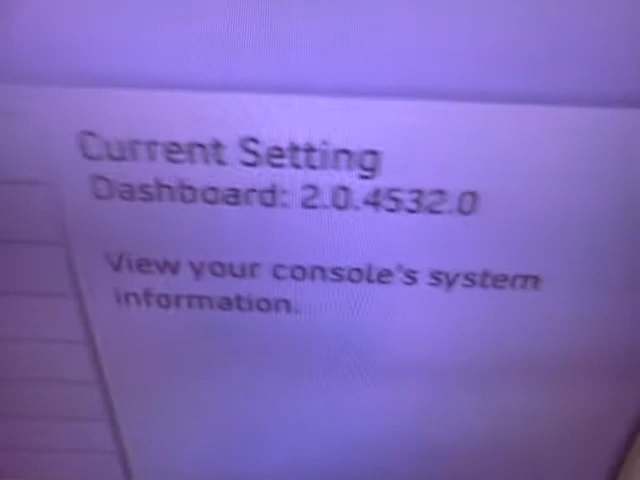 Current Setting
Dashboard: 2.0.4532.0
View your console's system
information.